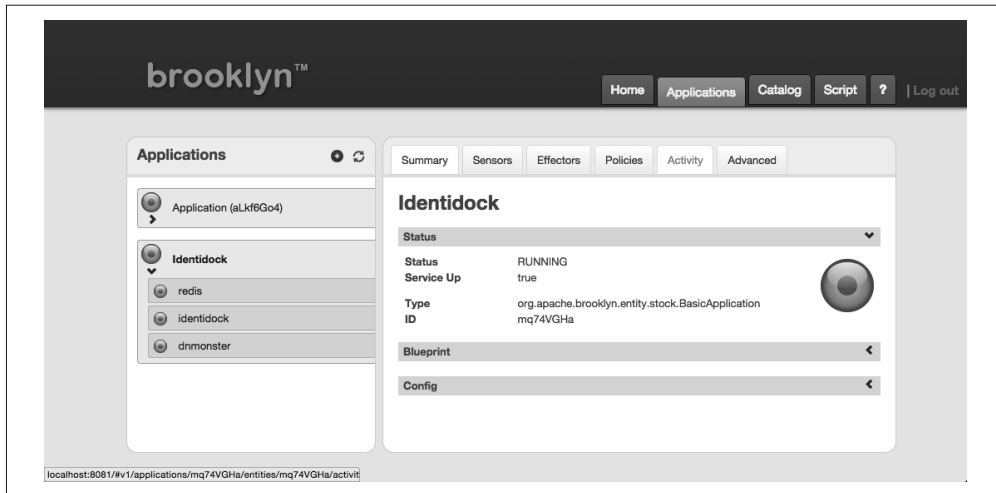 brooklyn™
Home Applications Catalog Script ? | Log out
Applications
Summary Sensors Effectors Policies Activity Advanced
Application (aLkf6Go4)
Identidock
redis
identidock
dnmonster
Identidock
Status
Status RUNNING
Service Up true
Type org.apache.brooklyn.entity.stock.BasicApplication
ID mq74VGHa
Blueprint
Config
localhost:8081/#v1/applications/mq74VGHa/entities/mq74VGHa/activit